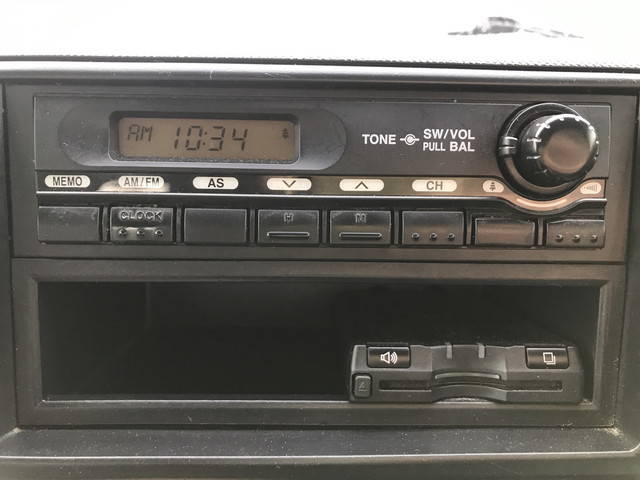 AM 10:34
TONE SW/VOL
PULL BAL
MEMO AM/FM AS CH
CLOCK H M